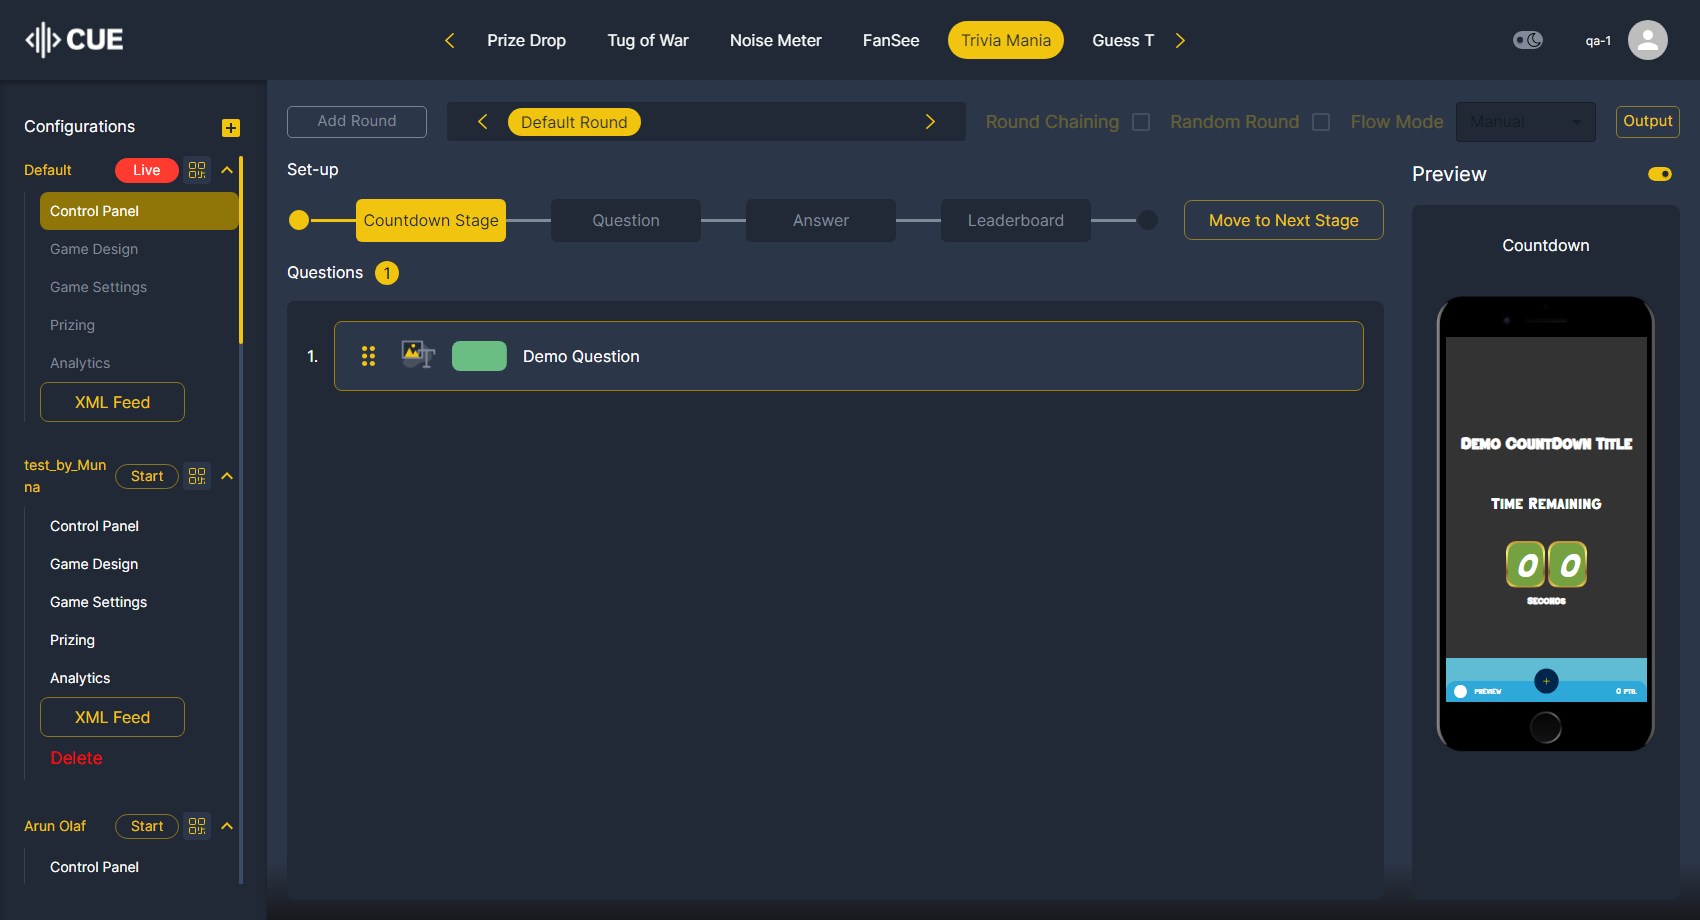 CUE
Prize Drop
Tug of War
Noise Meter
FanSee
Trivia Mania
Guess T
qa-1
Configurations
Default
Live
Control Panel
Game Design
Game Settings
Prizing
Analytics
XML Feed
test_by_Mun
na
Start
Control Panel
Game Design
Game Settings
Prizing
Analytics
XML Feed
Delete
Arun Olaf
Start
Control Panel
Add Round
Default Round
Round Chaining
Random Round
Flow Mode
Manual
Output
Set-up
Countdown Stage
Question
Answer
Leaderboard
Move to Next Stage
Questions 1
1.
T
Demo Question
Preview
Countdown
Demo CountDown Title
Time Remaining
0 0
Seconds
+
PREVIEW
0 PTS.